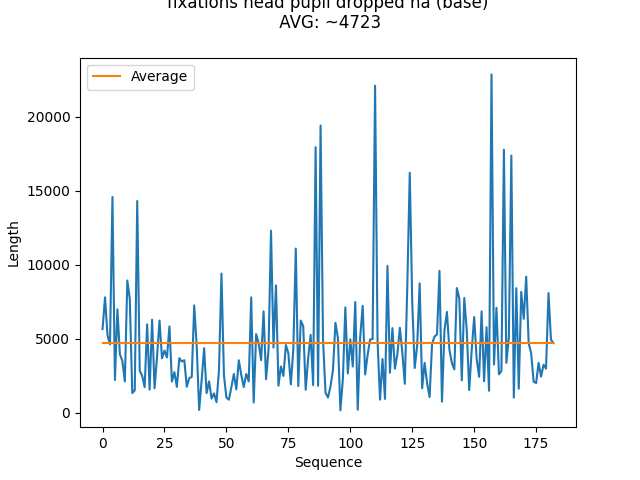 fixations head pupil dropped na (base)
AVG: ~4723
Average
Length
20000
15000
10000
5000
0
0 25 50 75 100 125 150 175
Sequence